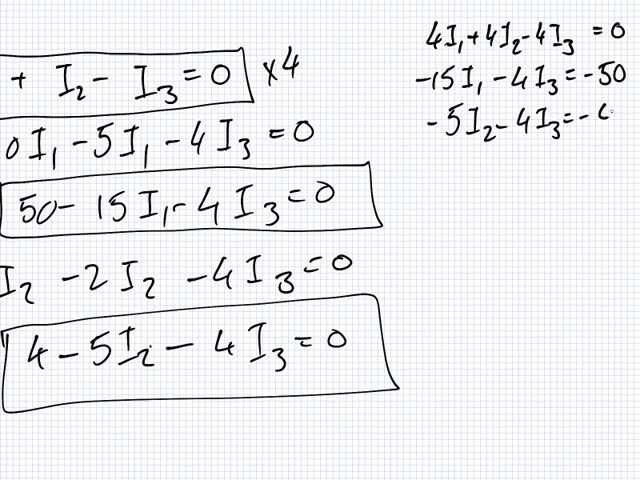 + I₂ - I₃ = 0 ×4
0I₁ - 5I₁ - 4I₃ = 0
50 - 15I₁ - 4I₃ = 0
I₂ - 2I₂ - 4I₃ = 0
4 - 5I₂ - 4I₃ = 0
4I₁ + 4I₂ - 4I₃ = 0
-15I₁ - 4I₃ = -50
-5I₂ - 4I₃ = -